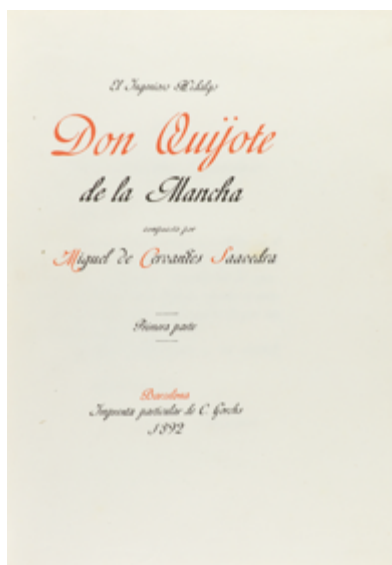 El Ingenioso Hidalgo
Don Quijote
de la Mancha
compuesto por
Miguel de Cervantes Saavedra
Primera parte
Barcelona
Imprenta particular de C. Gorchs
1892